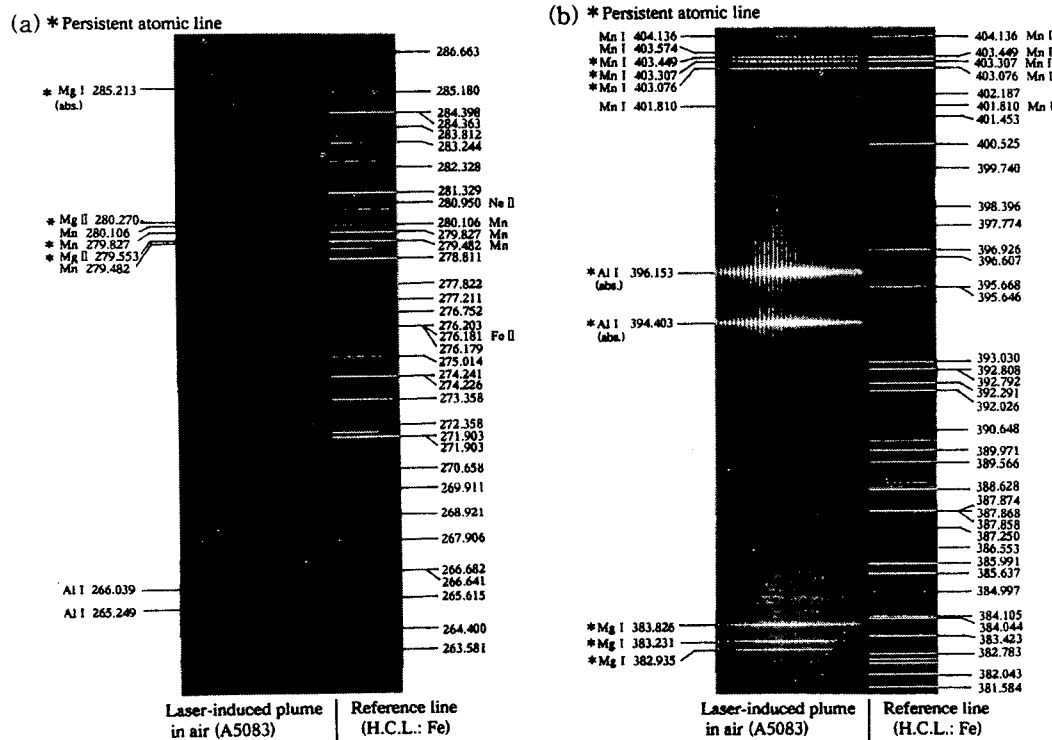 (a) * Persistent atomic line
* Mg I 285.213
(abs.)
* Mg II 280.270
Mn 280.106
* Mn 279.827
* Mg II 279.553
Mn 279.482
Al I 266.039
Al I 265.249
286.663
285.180
284.398
284.363
283.812
283.244
282.328
281.329
280.950 Ne II
280.106 Mn
279.827 Mn
279.482 Mn
278.811
277.822
277.211
276.752
276.203
276.181 Fe II
276.179
275.014
274.241
274.226
273.358
272.358
271.903
271.903
270.658
269.911
268.921
267.906
266.682
266.641
265.615
264.400
263.581
Laser-induced plume
in air (A5083)
Reference line
(H.C.L.: Fe)
(b) * Persistent atomic line
Mn I 404.136
Mn I 403.574
* Mn I 403.449
* Mn I 403.307
* Mn I 403.076
Mn I 401.810
* Al I 396.153
(abs.)
* Al I 394.403
(abs.)
* Mg I 383.826
* Mg I 383.231
* Mg I 382.935
404.136 Mn I
403.449 Mn I
403.307 Mn I
403.076 Mn I
402.187
401.810 Mn
401.453
400.525
399.740
398.396
397.774
396.926
396.607
395.668
395.646
393.030
392.808
392.792
392.291
392.026
390.648
389.971
389.566
388.628
387.874
387.868
387.858
387.250
386.553
385.991
385.637
384.997
384.105
384.044
383.423
382.783
382.043
381.584
Laser-induced plume
in air (A5083)
Reference line
(H.C.L.: Fe)